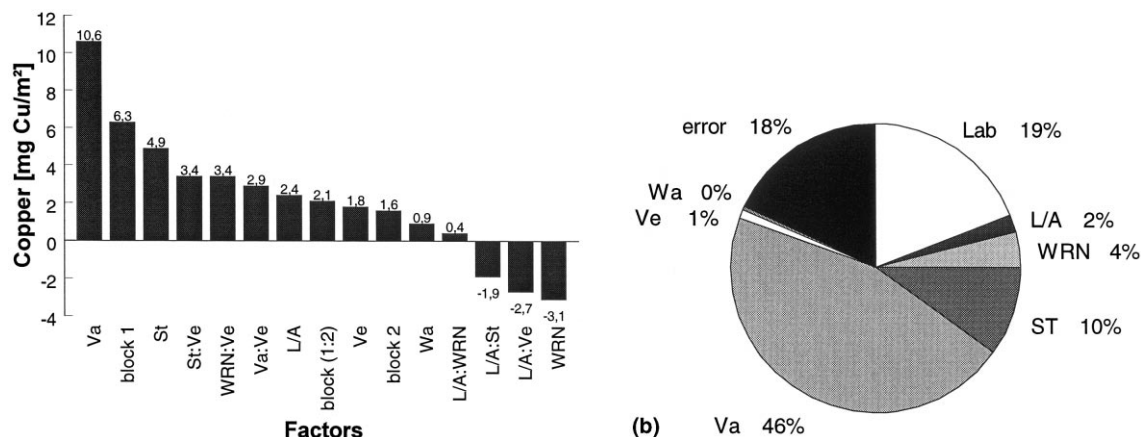 Copper [mg Cu/m²]
12
10
8
6
4
2
0
-2
-4
10,6
6,3
4,9
3,4
3,4
2,9
2,4
2,1
1,8
1,6
0,9
0,4
-1,9
-2,7
-3,1
Va
block 1
St
St:Ve
WRN:Ve
Va:Ve
L/A
block (1:2)
Ve
block 2
Wa
L/A:WRN
L/A:St
L/A:Ve
WRN
Factors
error 18%
Lab 19%
Wa 0%
Ve 1%
L/A 2%
WRN 4%
ST 10%
(b) Va 46%